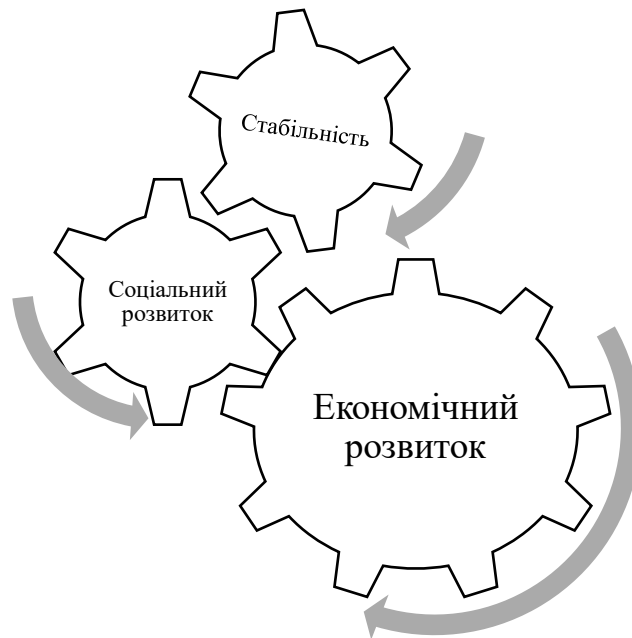 Стабільність
Соціальний
розвиток
Економічний
розвиток